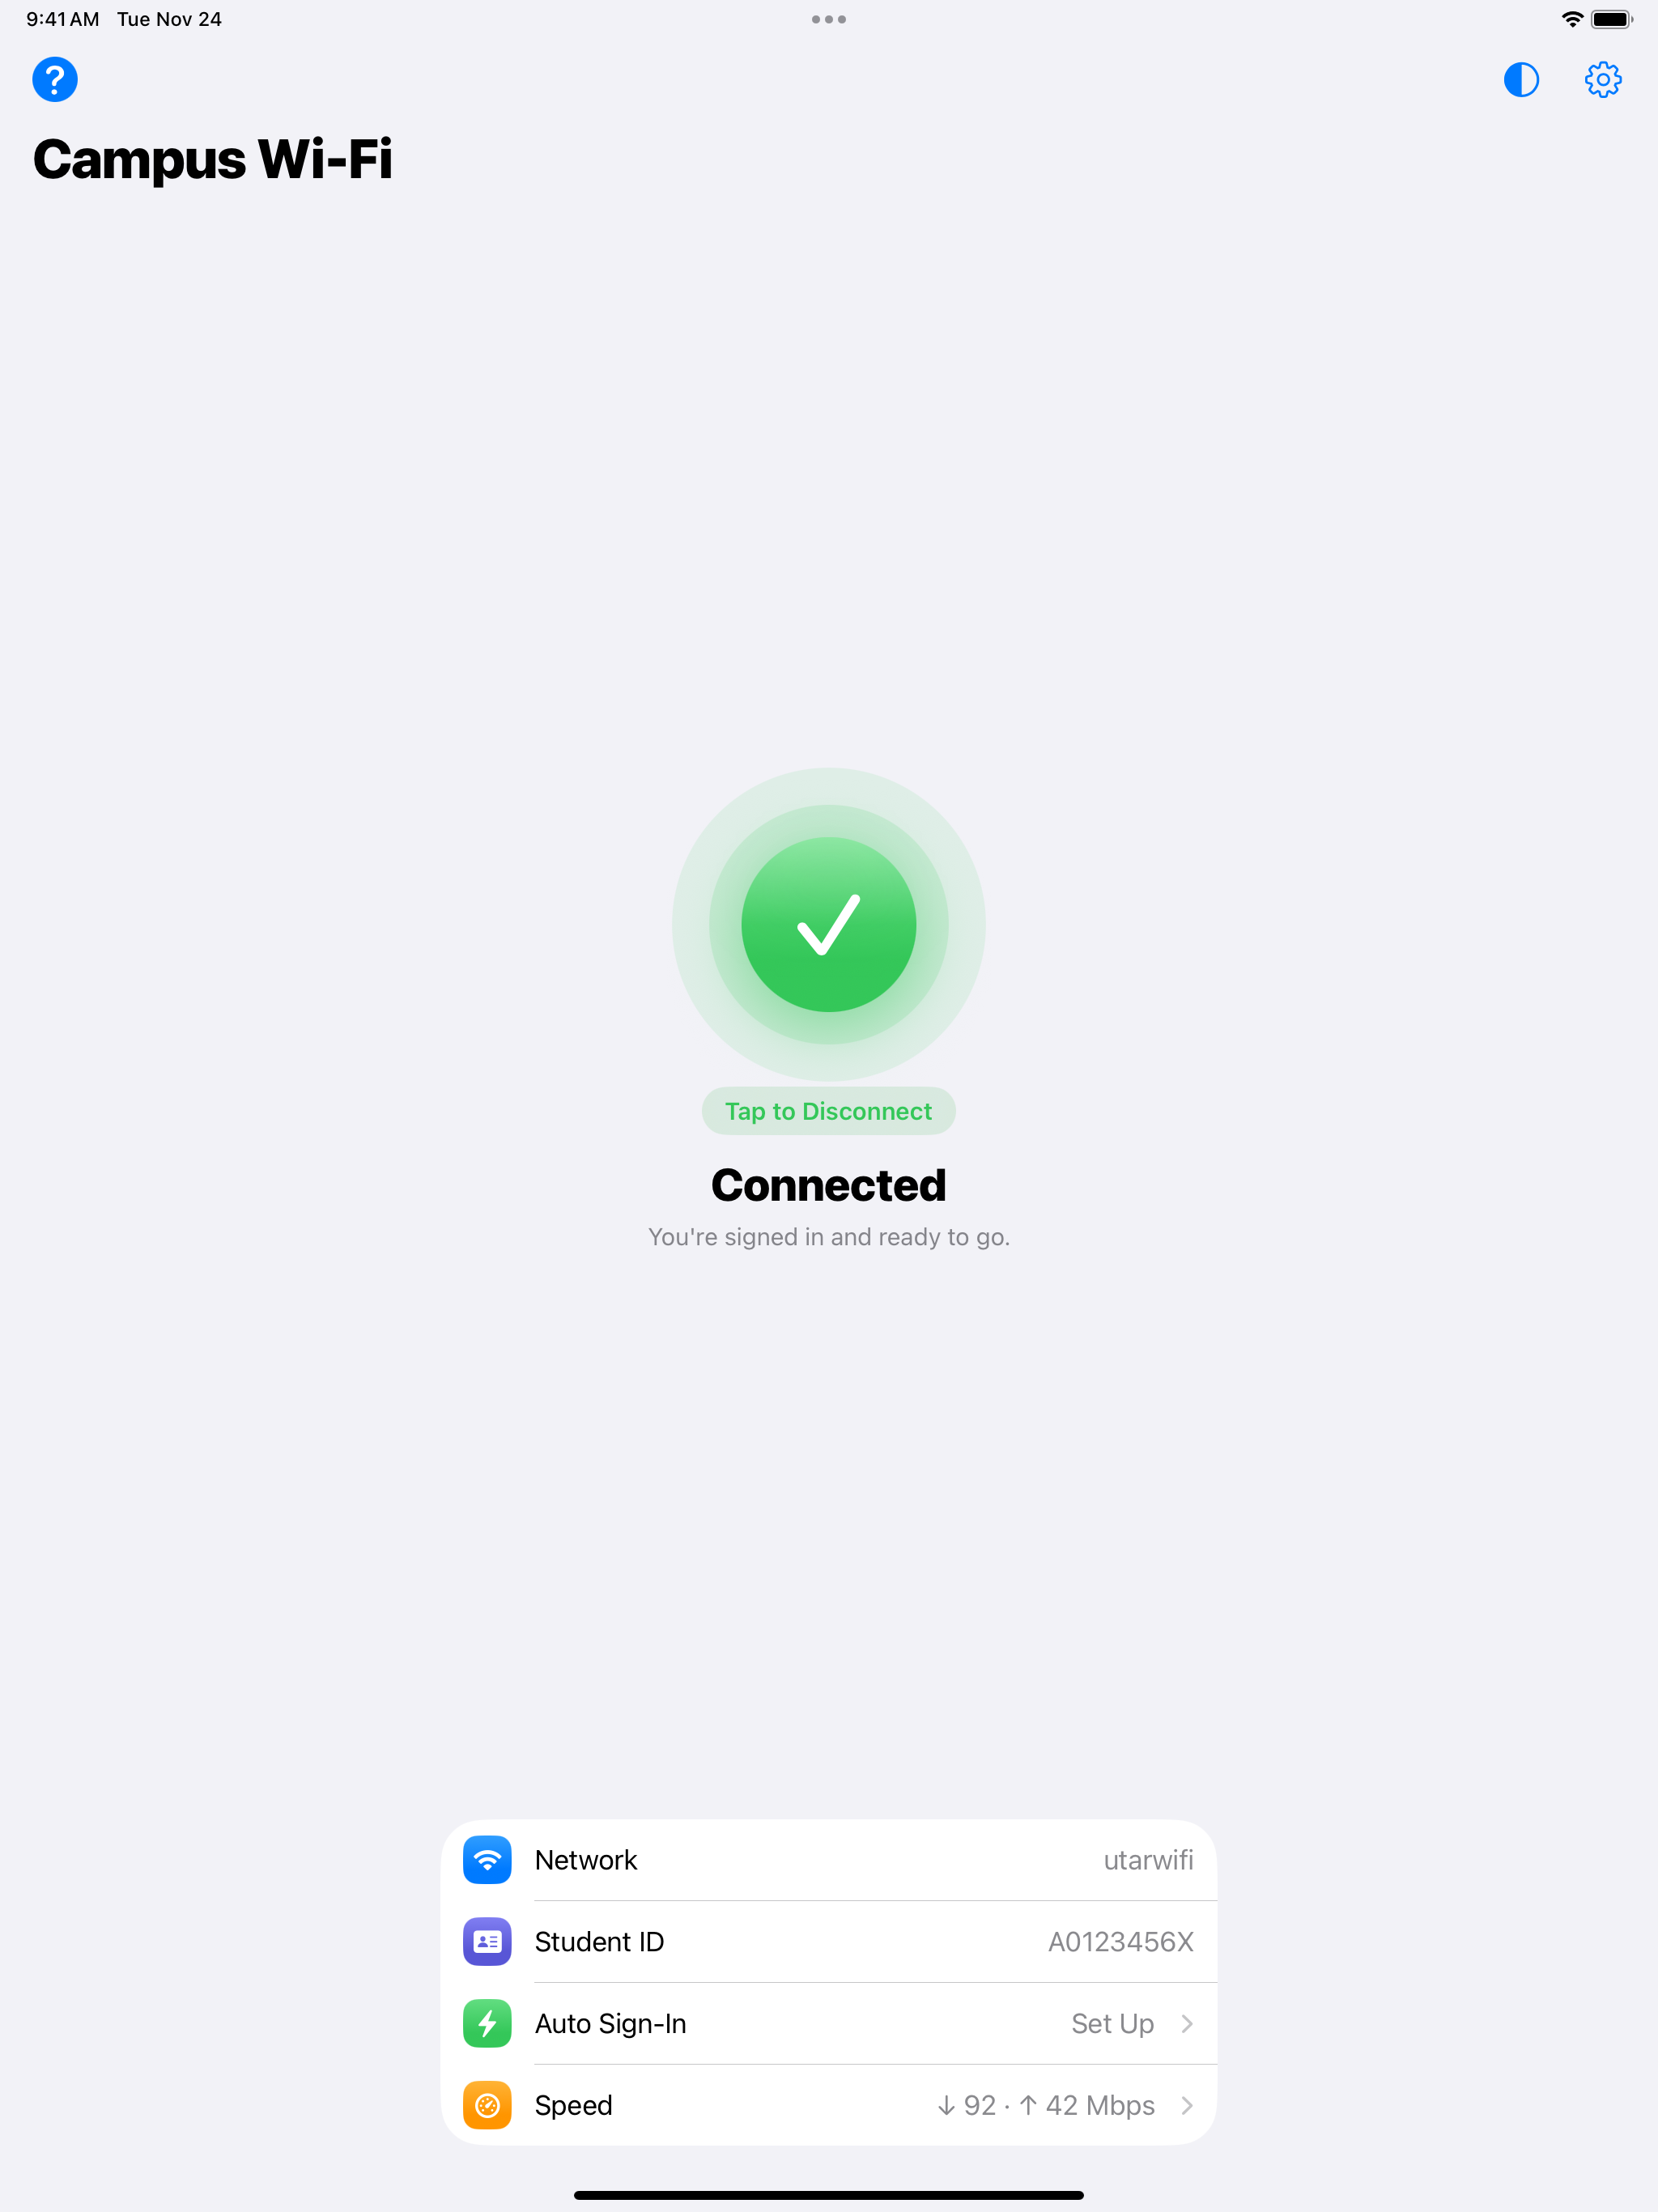 9:41 AM Tue Nov 24
Campus Wi-Fi
Tap to Disconnect
Connected
You're signed in and ready to go.
Network utarwifi
Student ID A0123456X
Auto Sign-In Set Up
Speed ↓ 92 · ↑ 42 Mbps